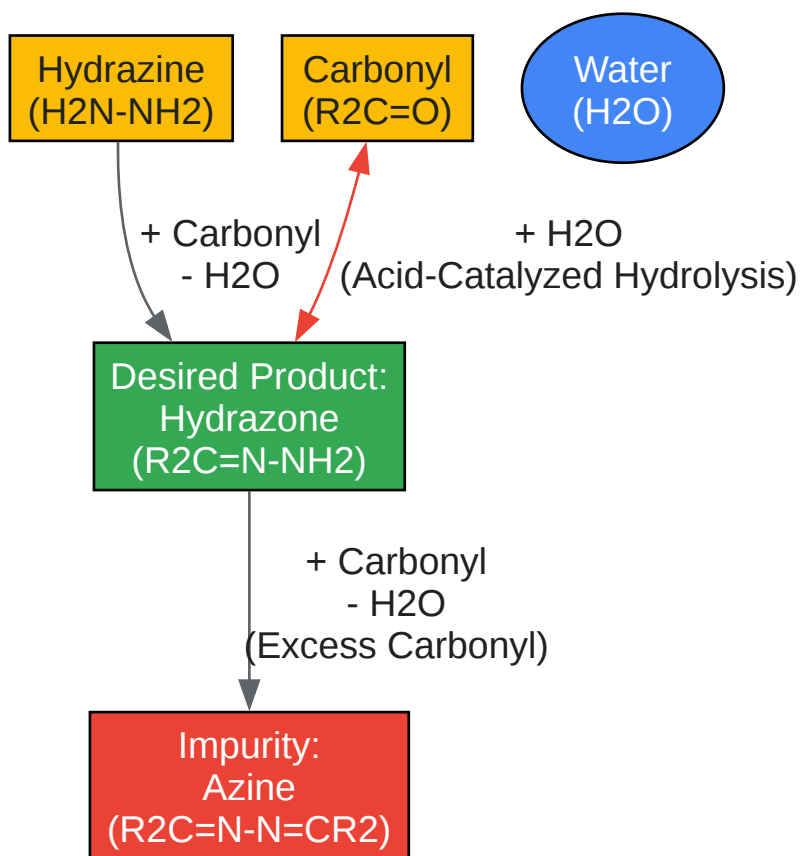 Hydrazine
(H2N-NH2)
Carbonyl
(R2C=O)
Water
(H2O)
+ Carbonyl
- H2O
+ H2O
(Acid-Catalyzed Hydrolysis)
Desired Product:
Hydrazone
(R2C=N-NH2)
+ Carbonyl
- H2O
(Excess Carbonyl)
Impurity:
Azine
(R2C=N-N=CR2)